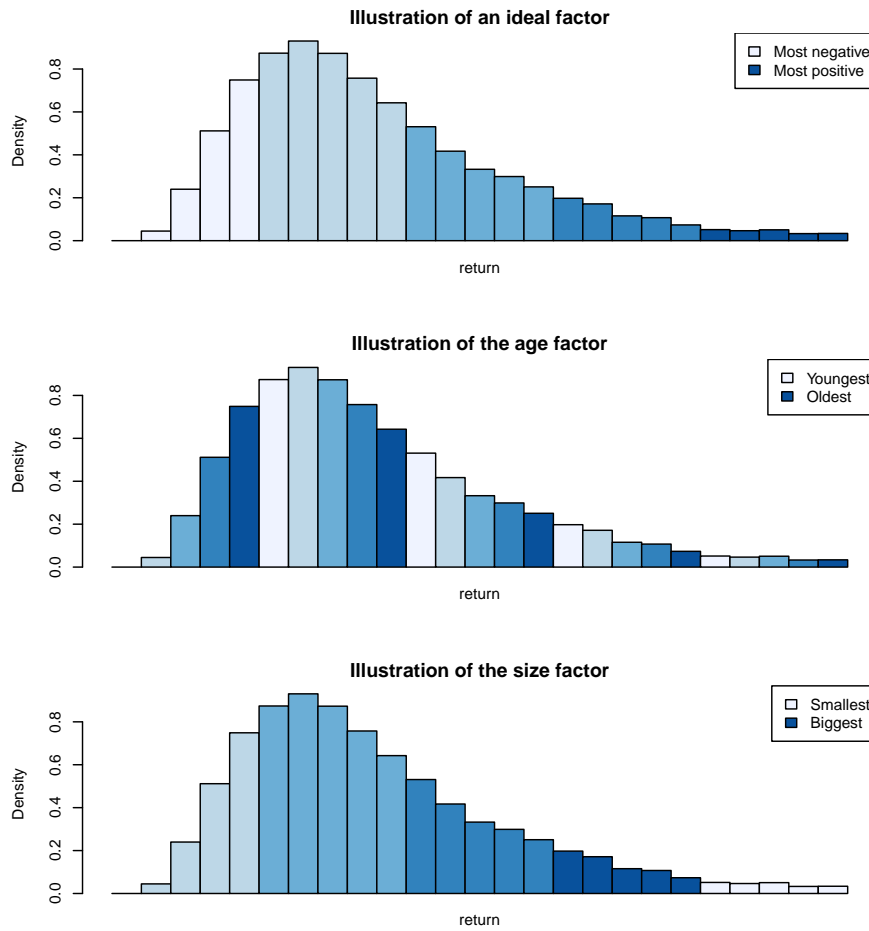 Illustration of an ideal factor
Most negative
Most positive
Density
0.8
0.6
0.4
0.2
0.0
return
Illustration of the age factor
Youngest
Oldest
Density
0.8
0.6
0.4
0.2
0.0
return
Illustration of the size factor
Smallest
Biggest
Density
0.8
0.6
0.4
0.2
0.0
return